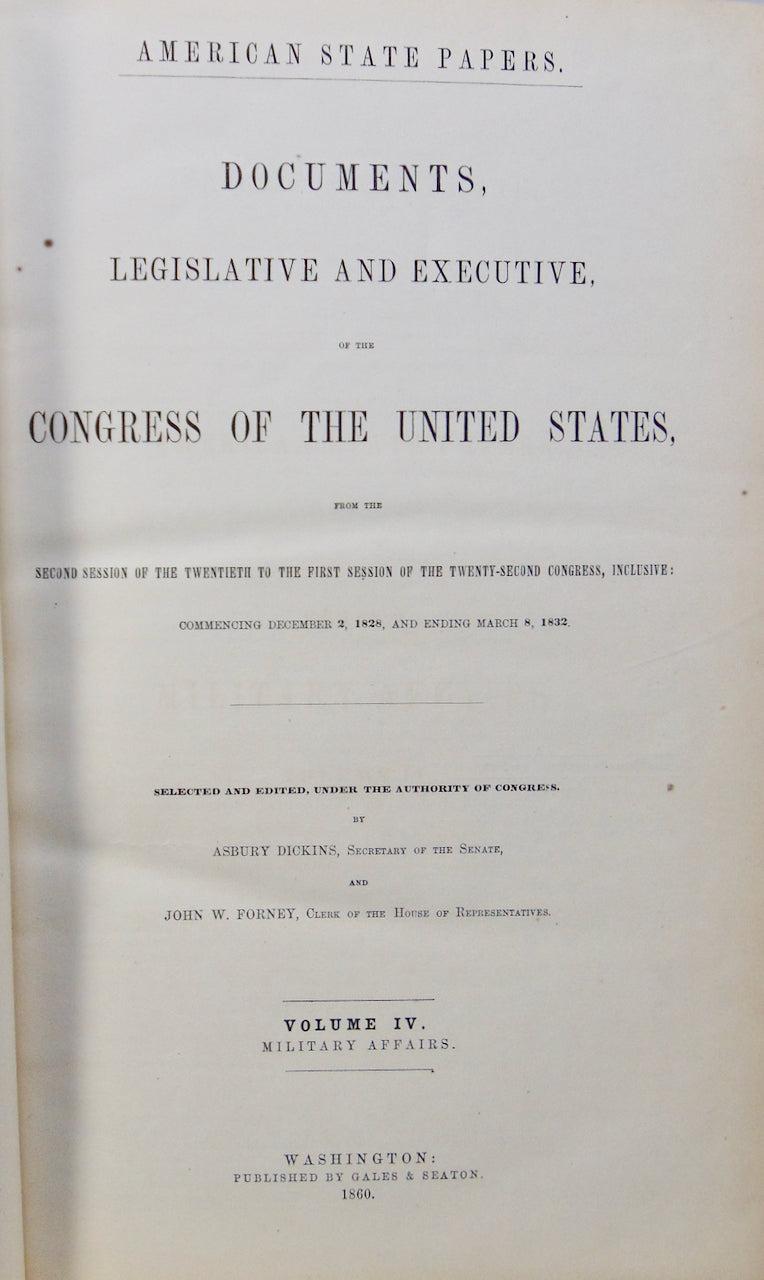 AMERICAN STATE PAPERS.
DOCUMENTS,
LEGISLATIVE AND EXECUTIVE,
OF THE
CONGRESS OF THE UNITED STATES,
FROM THE
SECOND SESSION OF THE TWENTIETH TO THE FIRST SESSION OF THE TWENTY-SECOND CONGRESS, INCLUSIVE:
COMMENCING DECEMBER 2, 1828, AND ENDING MARCH 8, 1832.
SELECTED AND EDITED, UNDER THE AUTHORITY OF CONGRESS.
BY
ASBURY DICKINS, SECRETARY OF THE SENATE,
AND
JOHN W. FORNEY, CLERK OF THE HOUSE OF REPRESENTATIVES.
VOLUME IV.
MILITARY AFFAIRS.
WASHINGTON:
PUBLISHED BY GALES & SEATON.
1860.